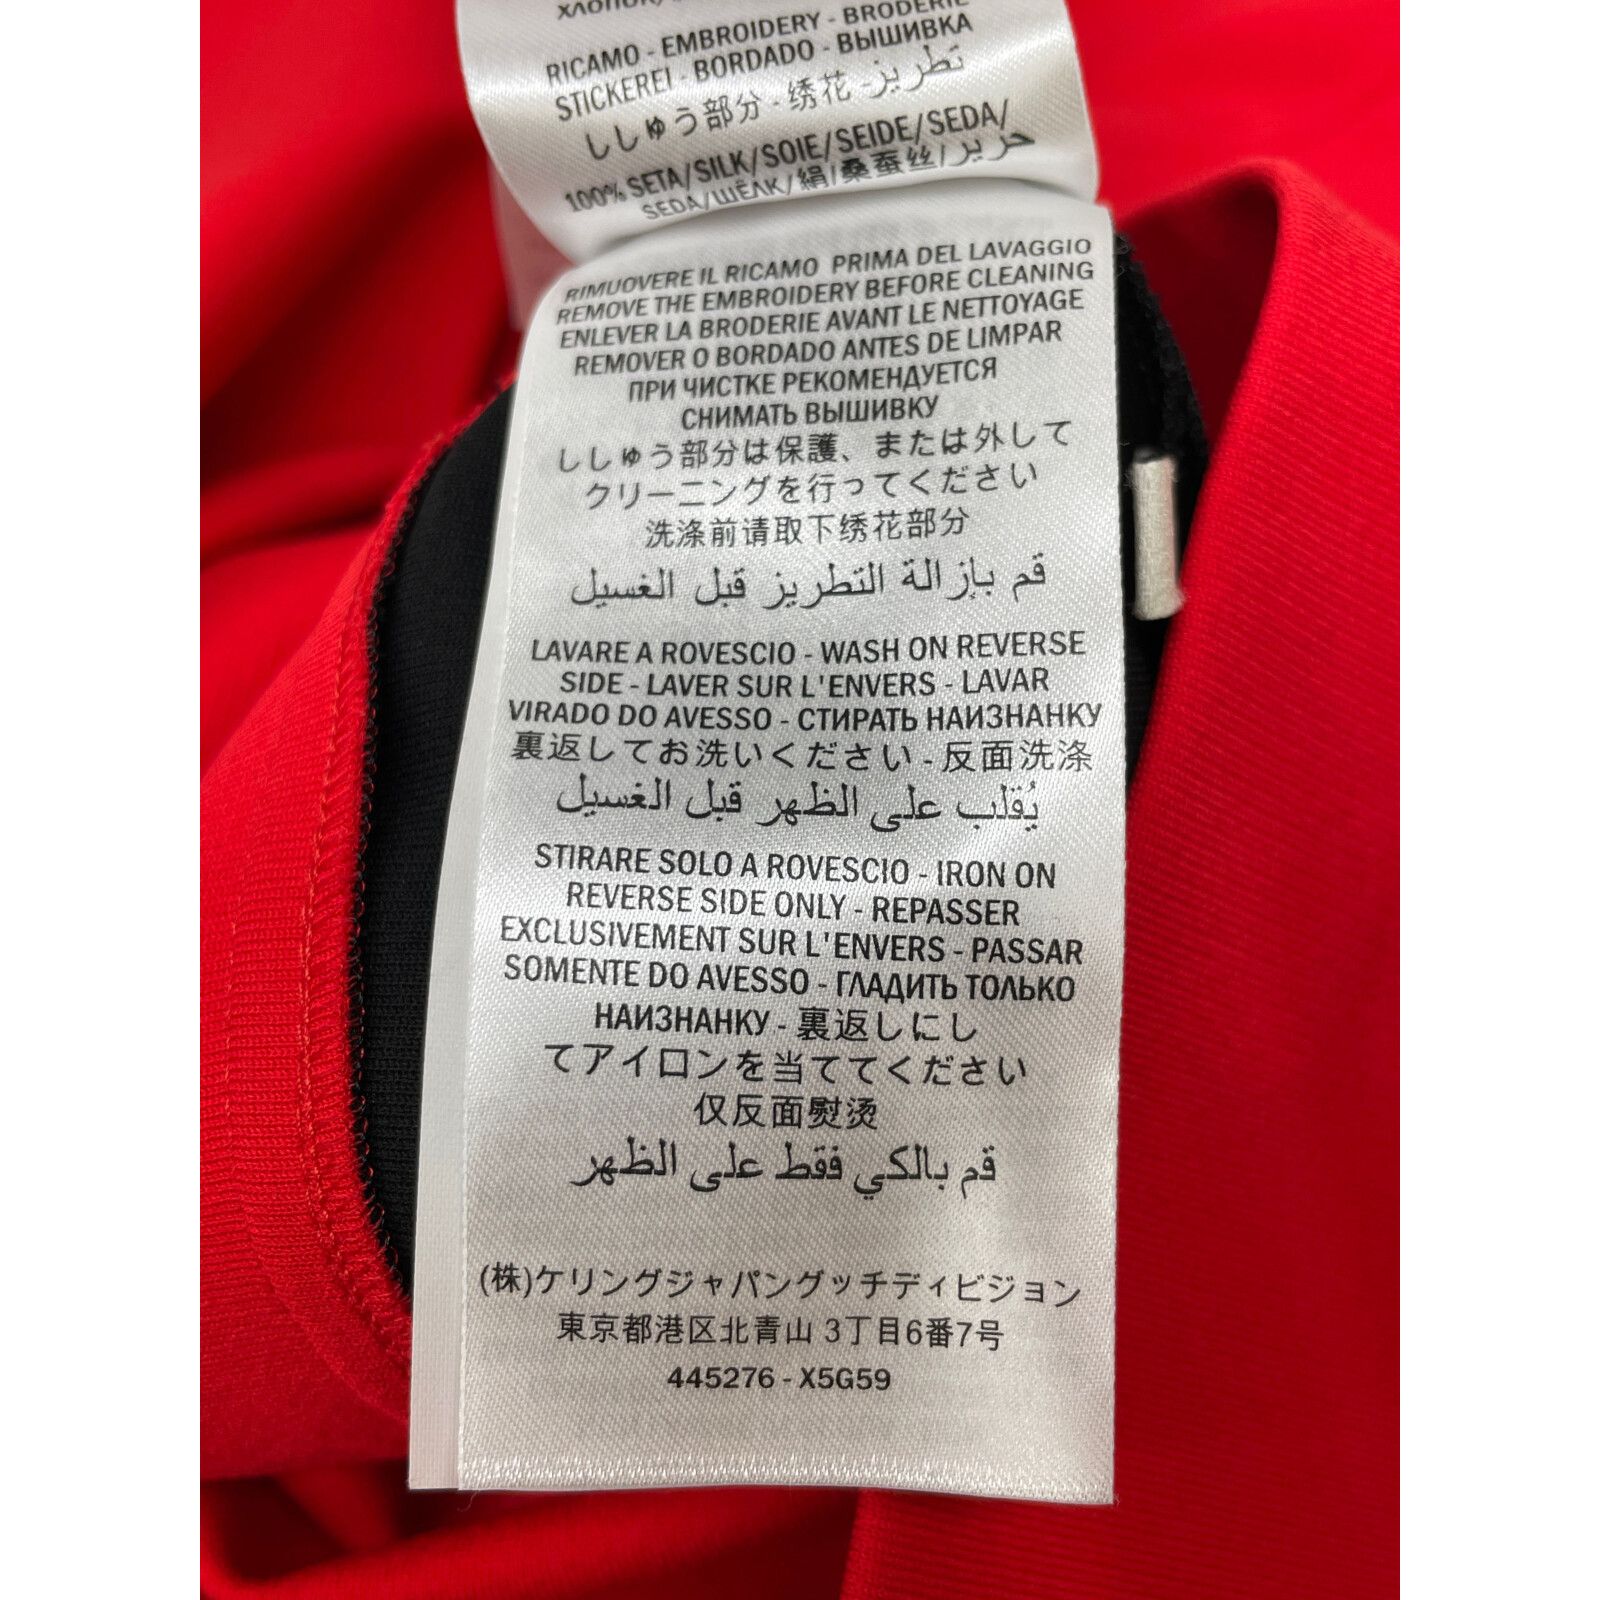 RICAMO - EMBROIDERY - BRODERIE
STICKEREI - BORDADO - ВЫШИВКА
ししゅう部分 - 绣花 - تطريز
100% SETA/SILK/SOIE/SEIDE/SEDA/
SEDA/ШЁЛК/絹/桑蚕丝/حرير
RIMUOVERE IL RICAMO PRIMA DEL LAVAGGIO
REMOVE THE EMBROIDERY BEFORE CLEANING
ENLEVER LA BRODERIE AVANT LE NETTOYAGE
REMOVER O BORDADO ANTES DE LIMPAR
ПРИ ЧИСТКЕ РЕКОМЕНДУЕТСЯ
СНИМАТЬ ВЫШИВКУ
ししゅう部分は保護、または外して
クリーニングを行ってください
洗涤前请取下绣花部分
قم بإزالة التطريز قبل الغسيل
LAVARE A ROVESCIO - WASH ON REVERSE
SIDE - LAVER SUR L'ENVERS - LAVAR
VIRADO DO AVESSO - СТИРАТЬ НАИЗНАНКУ
裏返してお洗いください - 反面洗涤
يُقلب على الظهر قبل الغسيل
STIRARE SOLO A ROVESCIO - IRON ON
REVERSE SIDE ONLY - REPASSER
EXCLUSIVEMENT SUR L'ENVERS - PASSAR
SOMENTE DO AVESSO - ГЛАДИТЬ ТОЛЬКО
НАИЗНАНКУ - 裏返しにし
てアイロンを当ててください
仅反面熨烫
قم بالكي فقط على الظهر
(株)ケリングジャパングッチディビジョン
東京都港区北青山 3丁目6番7号
445276 - X5G59